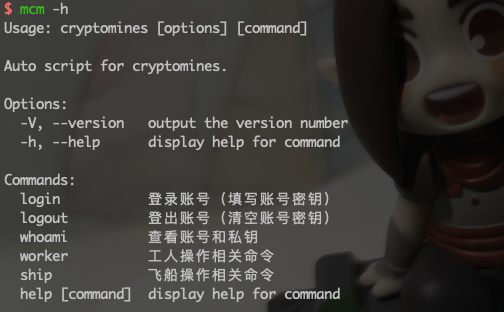 $ mcm -h
Usage: cryptomines [options] [command]
Auto script for cryptomines.
Options:
-V, --version output the version number
-h, --help display help for command
Commands:
login 登录账号（填写账号密钥）
logout 登出账号（清空账号密钥）
whoami 查看账号和私钥
worker 工人操作相关命令
ship 飞船操作相关命令
help [command] display help for command